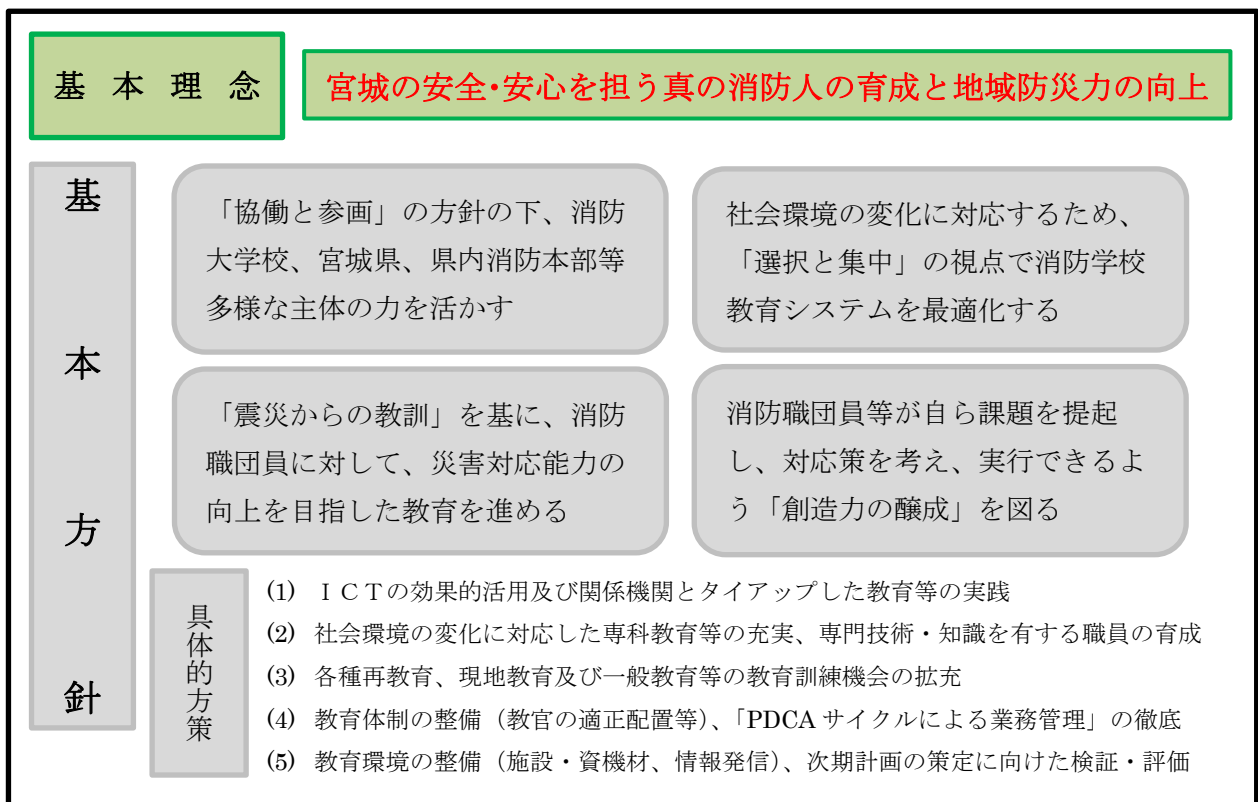 基本理念
宮城の安全・安心を担う真の消防人の育成と地域防災力の向上
基本方針
「協働と参画」の方針の下、消防
大学校、宮城県、県内消防本部等
多様な主体の力を活かす
社会環境の変化に対応するため、
「選択と集中」の視点で消防学校
教育システムを最適化する
「震災からの教訓」を基に、消防
職団員に対して、災害対応能力の
向上を目指した教育を進める
消防職団員等が自ら課題を提起
し、対応策を考え、実行できるよ
う「創造力の醸成」を図る
具体的方策
(1) ＩＣＴの効果的活用及び関係機関とタイアップした教育等の実践
(2) 社会環境の変化に対応した専科教育等の充実、専門技術・知識を有する職員の育成
(3) 各種再教育、現地教育及び一般教育等の教育訓練機会の拡充
(4) 教育体制の整備（教官の適正配置等）、「PDCA サイクルによる業務管理」の徹底
(5) 教育環境の整備（施設・資機材、情報発信）、次期計画の策定に向けた検証・評価